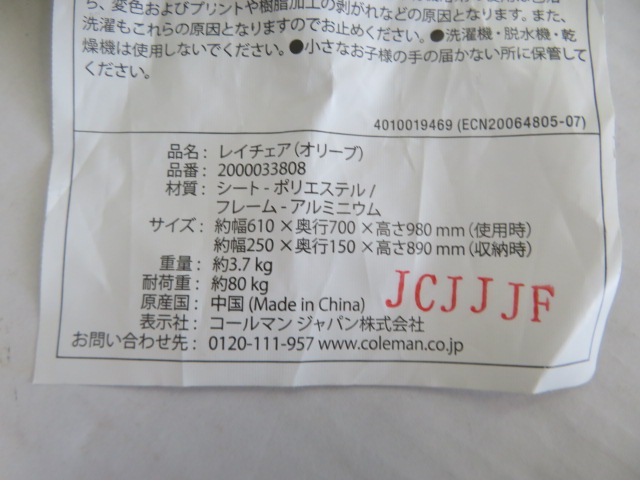 ら、変色およびプリントや樹脂加工の剥がれなどの原因となります。また、
洗濯もこれらの原因となりますのでお止めください。●洗濯機・脱水機・乾
燥機は使用しないでください。●小さなお子様の手の届かない所に保管して
ください。
4010019469 (ECN20064805-07)
品名： レイチェア（オリーブ）
品番： 2000033808
材質： シート - ポリエステル /
フレーム - アルミニウム
サイズ： 約幅610 × 奥行700 × 高さ980 mm（使用時）
約幅250 × 奥行150 × 高さ890 mm（収納時）
重量： 約3.7 kg
耐荷重： 約80 kg
原産国： 中国 (Made in China)
JCJJJF
表示社： コールマン ジャパン株式会社
お問い合わせ先： 0120-111-957 www.coleman.co.jp